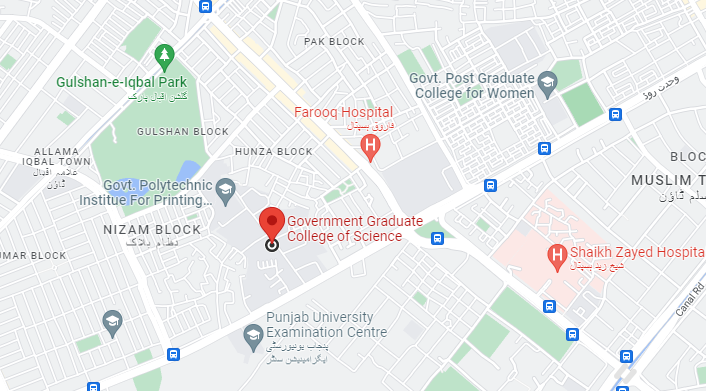 PAK BLOCK
Gulshan-e-Iqbal Park
گلشن اقبال پارک
Govt. Post Graduate
College for Women
وحدت روڈ
Farooq Hospital
فاروق ہسپتال
GULSHAN BLOCK
ALLAMA
IQBAL TOWN
علامہ اقبال
ٹاؤن
HUNZA BLOCK
BLOC
MUSLIM T
سلم ٹاؤن
Govt. Polytechnic
Institue For Printing...
Government Graduate
College of Science
NIZAM BLOCK
نظام بلاک
UMAR BLOCK
Shaikh Zayed Hospita
شیخ زید ہسپتال
Canal Rd
Punjab University
Examination Centre
پنجاب یونیورسٹی
ایگزامینیشن سنٹر